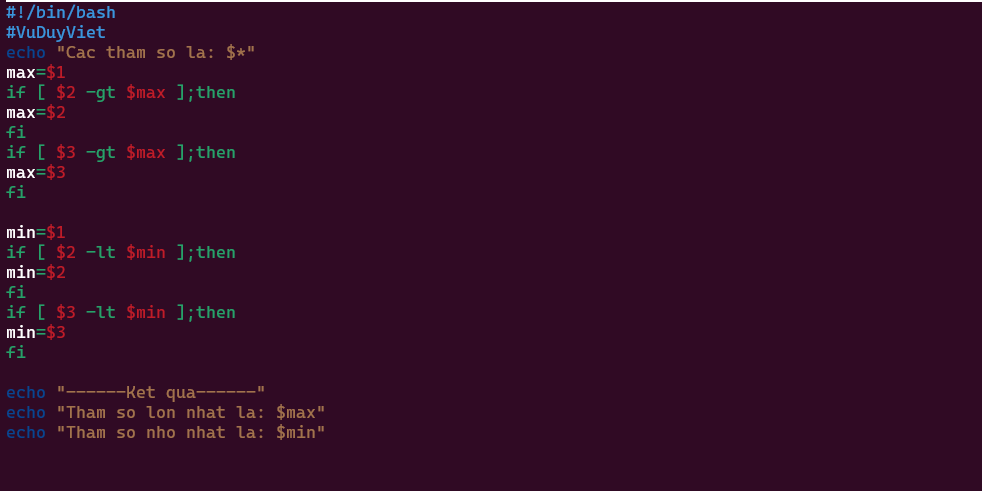 #!/bin/bash
#VuDuyViet
echo "Cac tham so la: $*"
max=$1
if [ $2 -gt $max ];then
max=$2
fi
if [ $3 -gt $max ];then
max=$3
fi
min=$1
if [ $2 -lt $min ];then
min=$2
fi
if [ $3 -lt $min ];then
min=$3
fi
echo "------Ket qua------"
echo "Tham so lon nhat la: $max"
echo "Tham so nho nhat la: $min"